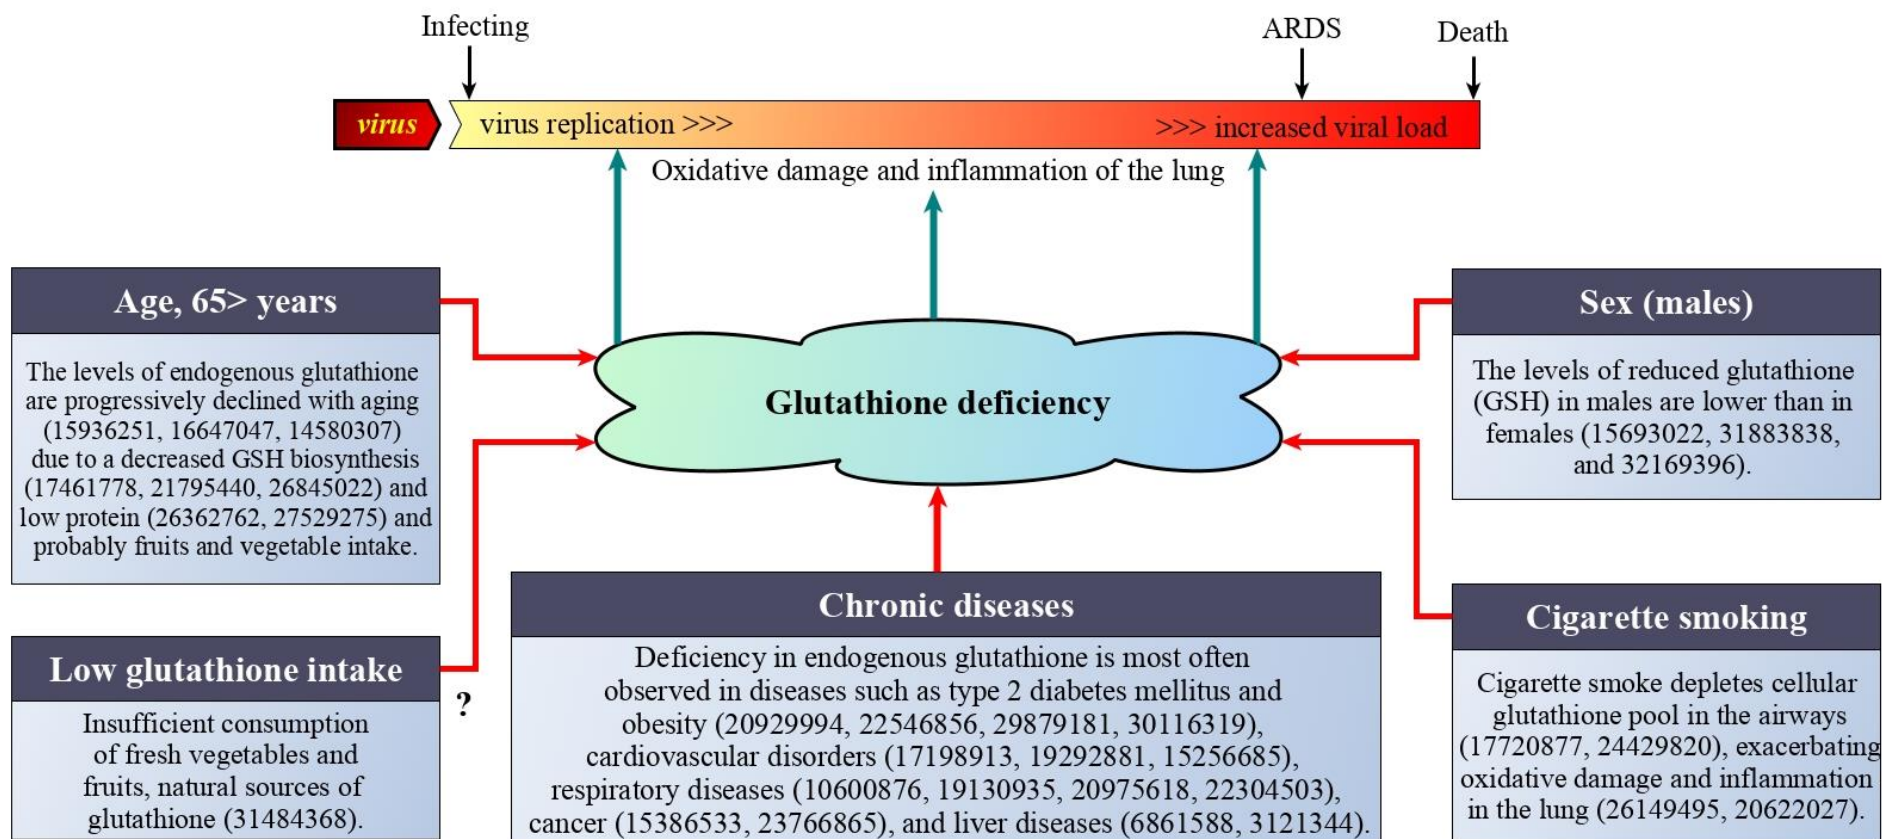 Infecting
ARDS
Death
virus
virus replication >>>
>>> increased viral load
Oxidative damage and inflammation of the lung
Age, 65> years
The levels of endogenous glutathione
are progressively declined with aging
(15936251, 16647047, 14580307)
due to a decreased GSH biosynthesis
(17461778, 21795440, 26845022) and
low protein (26362762, 27529275) and
probably fruits and vegetable intake.
Glutathione deficiency
Sex (males)
The levels of reduced glutathione
(GSH) in males are lower than in
females (15693022, 31883838,
and 32169396).
Low glutathione intake
?
Insufficient consumption
of fresh vegetables and
fruits, natural sources of
glutathione (31484368).
Chronic diseases
Deficiency in endogenous glutathione is most often
observed in diseases such as type 2 diabetes mellitus and
obesity (20929994, 22546856, 29879181, 30116319),
cardiovascular disorders (17198913, 19292881, 15256685),
respiratory diseases (10600876, 19130935, 20975618, 22304503),
cancer (15386533, 23766865), and liver diseases (6861588, 3121344).
Cigarette smoking
Cigarette smoke depletes cellular
glutathione pool in the airways
(17720877, 24429820), exacerbating
oxidative damage and inflammation
in the lung (26149495, 20622027).